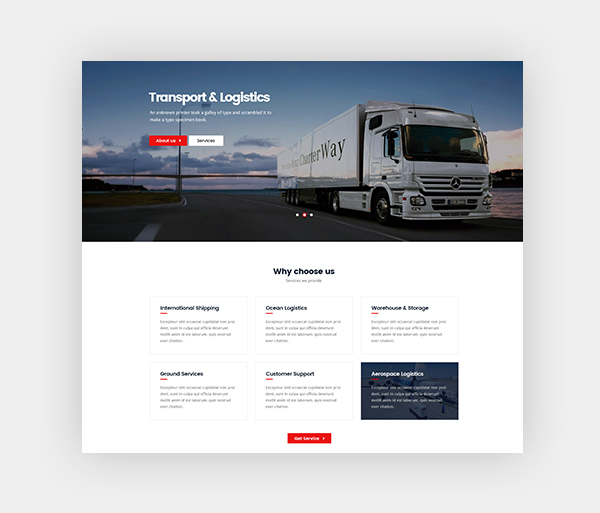 Transport & Logistics
An unknown printer took a galley of type and scrambled it to
make a type specimen book.
About us
Services
CharterWay
Why choose us
Services we provide
International Shipping
Excepteur sint occaecat cupidatat non proi
dent, sunt in culpa qui officia deserunt
mollit anim id est laborum, quis nostrud
exer citation.
Ocean Logistics
Excepteur sint occaecat cupidatat non proi
dent, sunt in culpa qui officia deserunt
mollit anim id est laborum, quis nostrud
exer citation.
Warehouse & Storage
Excepteur sint occaecat cupidatat non proi
dent, sunt in culpa qui officia deserunt
mollit anim id est laborum, quis nostrud
exer citation.
Ground Services
Excepteur sint occaecat cupidatat non proi
dent, sunt in culpa qui officia deserunt
mollit anim id est laborum, quis nostrud
exer citation.
Customer Support
Excepteur sint occaecat cupidatat non proi
dent, sunt in culpa qui officia deserunt
mollit anim id est laborum, quis nostrud
exer citation.
Aerospace Logistics
Excepteur sint occaecat cupidatat non proi
dent, sunt in culpa qui officia deserunt
mollit anim id est laborum, quis nostrud
exer citation.
Get Service